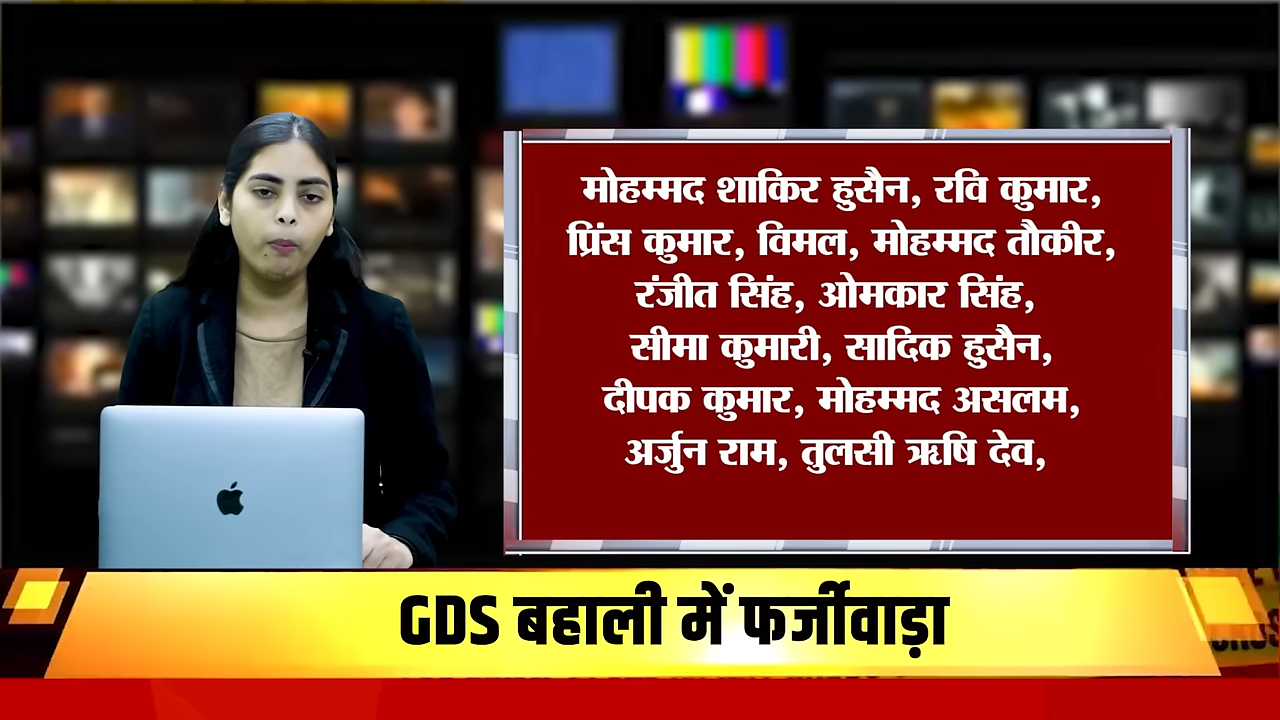 मोहम्मद शाकिर हुसैन, रवि कुमार,
प्रिंस कुमार, विमल, मोहम्मद तौकीर,
रंजीत सिंह, ओमकार सिंह,
सीमा कुमारी, सादिक हुसैन,
दीपक कुमार, मोहम्मद असलम,
अर्जुन राम, तुलसी ऋषि देव,
GDS बहाली में फर्जीवाड़ा